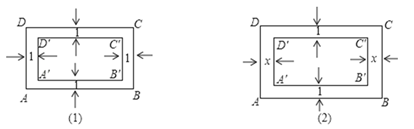 D C D C
1 1
D' C' D' C'
1 1 x x
A' B' A' B'
1 1
A B A B
(1) (2)